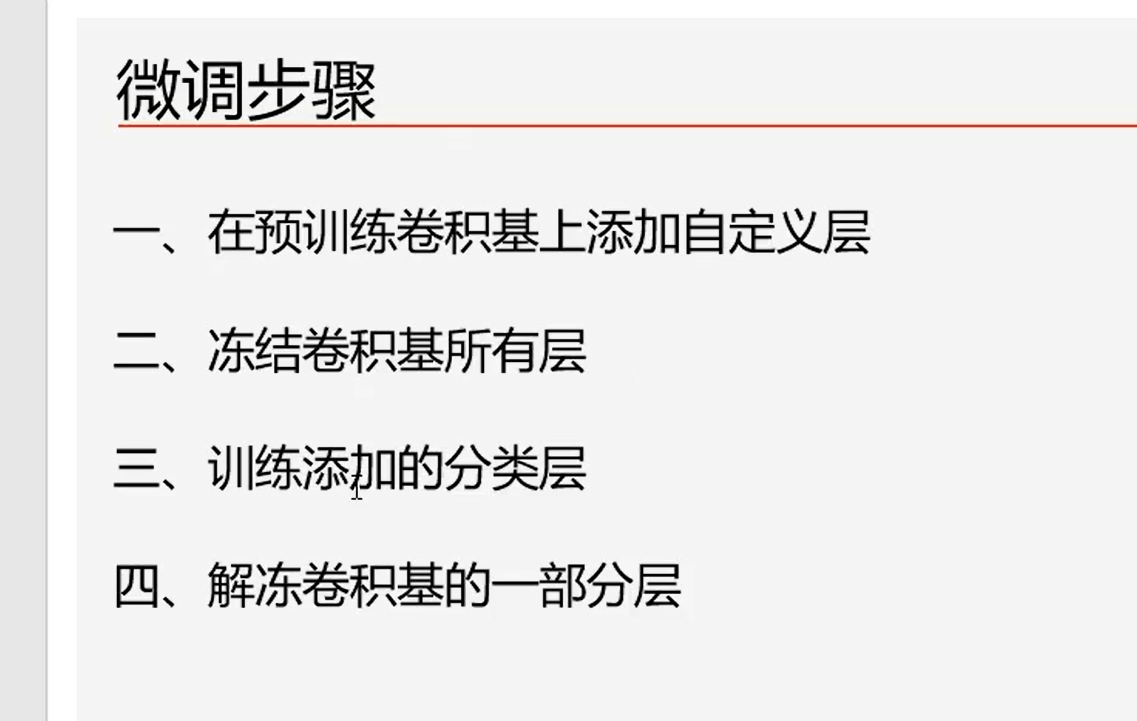 微调步骤
一、在预训练卷积基上添加自定义层
二、冻结卷积基所有层
三、训练添加的分类层
四、解冻卷积基的一部分层